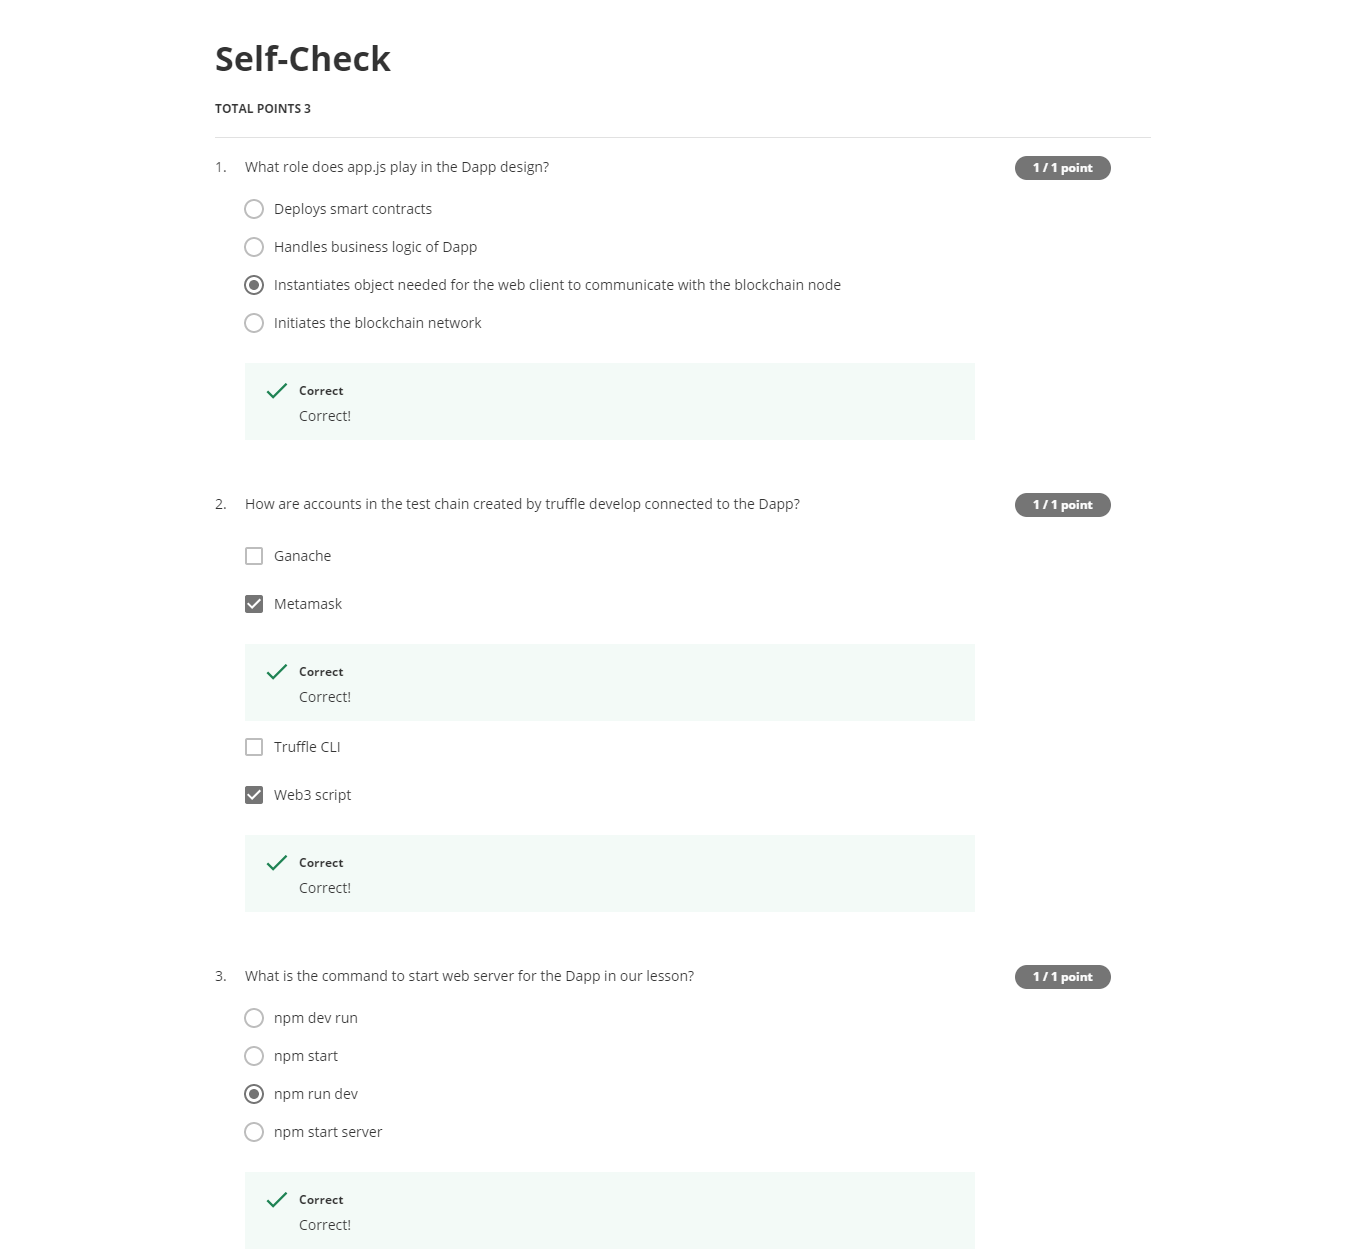 Self-Check
TOTAL POINTS 3
1. What role does app.js play in the Dapp design?
1 / 1 point
Deploys smart contracts
Handles business logic of Dapp
Instantiates object needed for the web client to communicate with the blockchain node
Initiates the blockchain network
Correct
Correct!
2. How are accounts in the test chain created by truffle develop connected to the Dapp?
1 / 1 point
Ganache
Metamask
Correct
Correct!
Truffle CLI
Web3 script
Correct
Correct!
3. What is the command to start web server for the Dapp in our lesson?
1 / 1 point
npm dev run
npm start
npm run dev
npm start server
Correct
Correct!